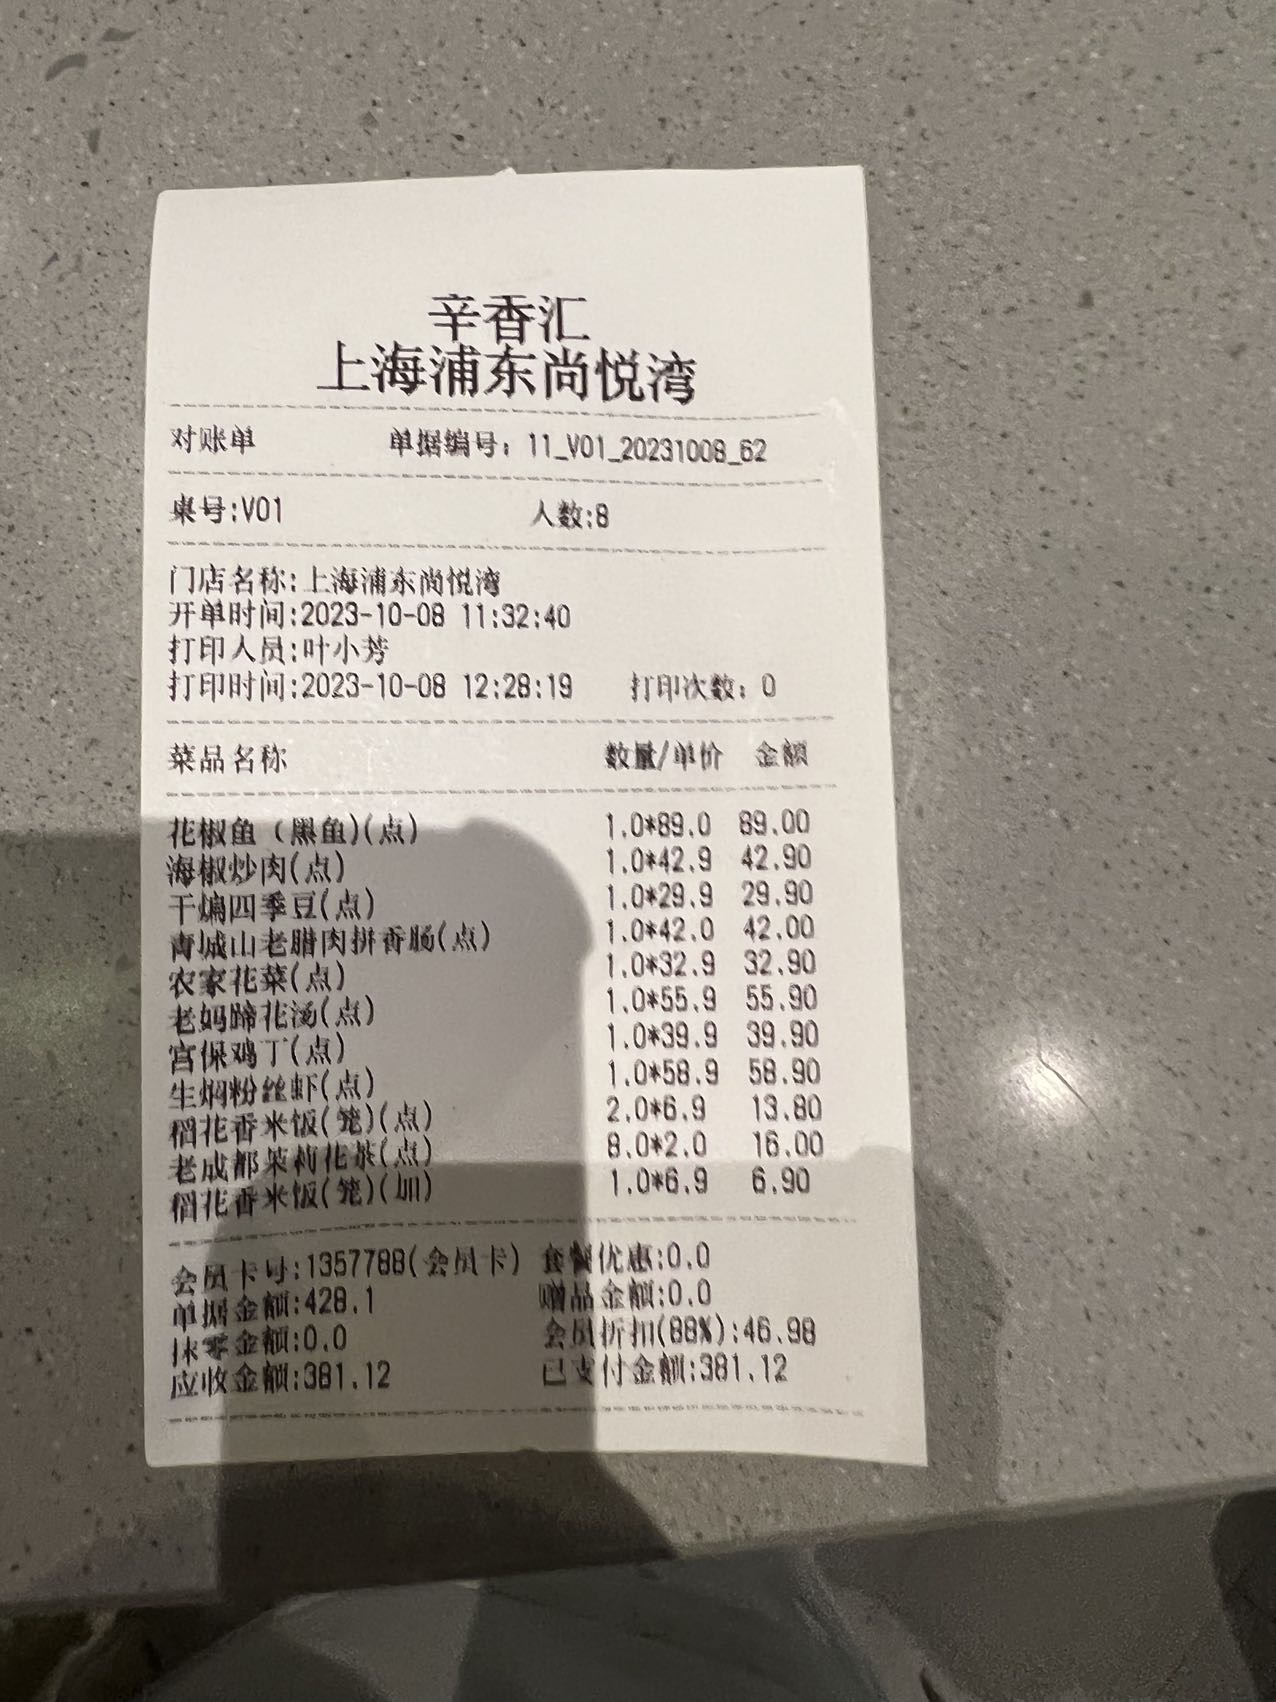 辛香汇
上海浦东尚悦湾
对账单 单据编号：11_V01_20231008_62
桌号:V01 人数:8
门店名称:上海浦东尚悦湾
开单时间:2023-10-08 11:32:40
打印人员:叶小芳
打印时间:2023-10-08 12:28:19 打印次数：0
菜品名称 数量/单价 金额
花椒鱼（黑鱼)(点) 1.0*89.0 89.00
海椒炒肉(点) 1.0*42.9 42.90
干煸四季豆(点) 1.0*29.9 29.90
青城山老腊肉拼香肠(点) 1.0*42.0 42.00
农家花菜(点) 1.0*32.9 32.90
老妈蹄花汤(点) 1.0*55.9 55.90
宫保鸡丁(点) 1.0*39.9 39.90
生焖粉丝虾(点) 1.0*58.9 58.90
稻花香米饭(笼)(点) 2.0*6.9 13.80
老成都茉莉花茶(点) 8.0*2.0 16.00
稻花香米饭(笼)(加) 1.0*6.9 6.90
会员卡号:1357788(会员卡) 套餐优惠:0.0
单据金额:428.1 赠品金额:0.0
抹零金额:0.0 会员折扣(88%):46.98
应收金额:381.12 已支付金额:381.12